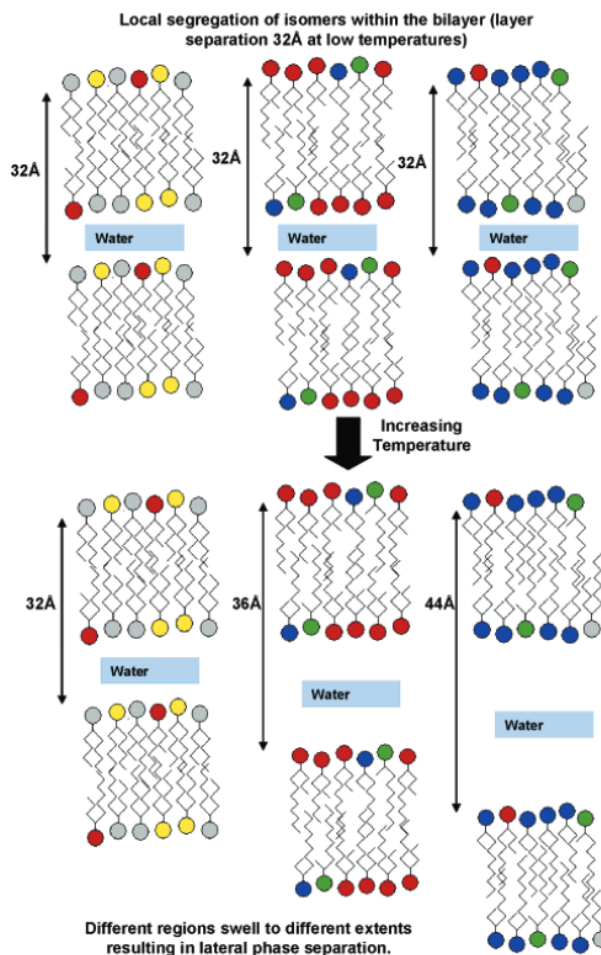 Local segregation of isomers within the bilayer (layer
separation 32Å at low temperatures)
32Å
32Å
32Å
Water
Water
Water
Increasing
Temperature
32Å
36Å
44Å
Water
Water
Water
Different regions swell to different extents
resulting in lateral phase separation.